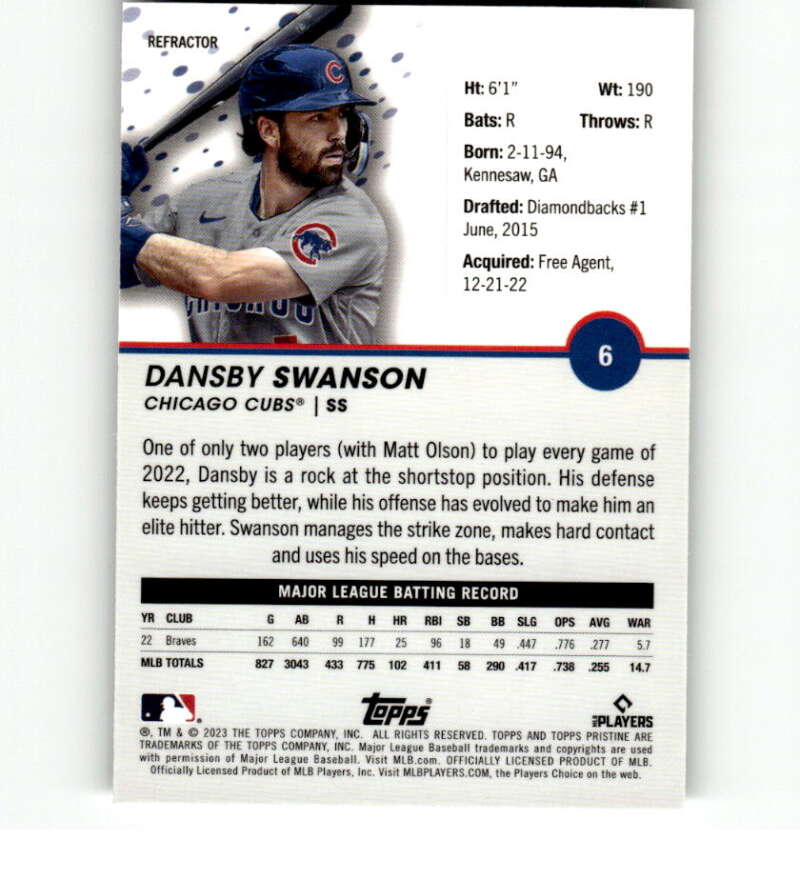 REFRACTOR
C
Ht: 6'1" Wt: 190
Bats: R Throws: R
Born: 2-11-94,
Kennesaw, GA
Drafted: Diamondbacks #1
June, 2015
Acquired: Free Agent,
12-21-22
CHICAGO
6
DANSBY SWANSON
CHICAGO CUBS® | SS
One of only two players (with Matt Olson) to play every game of
2022, Dansby is a rock at the shortstop position. His defense
keeps getting better, while his offense has evolved to make him an
elite hitter. Swanson manages the strike zone, makes hard contact
and uses his speed on the bases.
MAJOR LEAGUE BATTING RECORD
YR CLUB G AB R H HR RBI SB BB SLG OPS AVG WAR
22 Braves 162 640 99 177 25 96 18 49 .447 .776 .277 5.7
MLB TOTALS 827 3043 433 775 102 411 58 290 .417 .738 .255 14.7
Topps® MLB PLAYERS
®, TM & © 2023 THE TOPPS COMPANY, INC. ALL RIGHTS RESERVED. TOPPS AND TOPPS PRISTINE ARE
TRADEMARKS OF THE TOPPS COMPANY, INC. Major League Baseball trademarks and copyrights are used
with permission of Major League Baseball. Visit MLB.com. OFFICIALLY LICENSED PRODUCT OF MLB.
Officially Licensed Product of MLB Players, Inc. Visit MLBPLAYERS.COM, the Players Choice on the web.